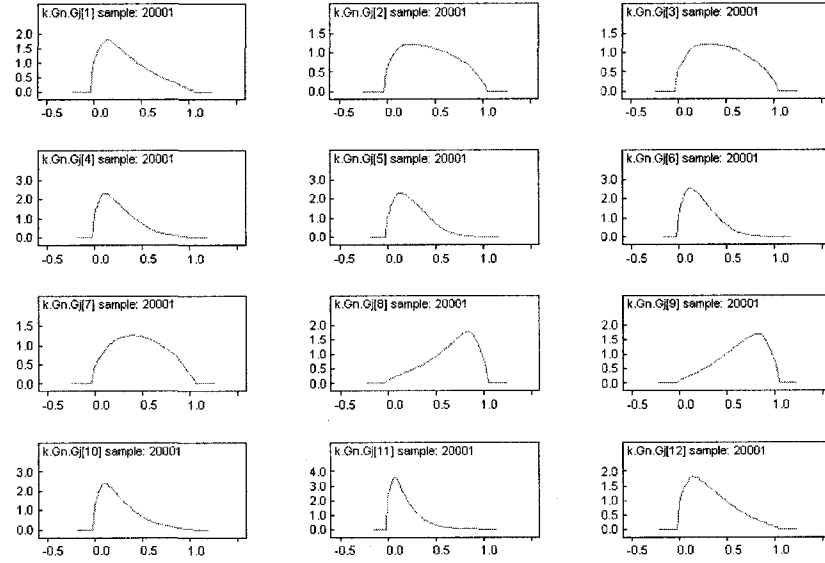 k.Gn.Gj[1] sample: 20001
2.0
1.5
1.0
0.5
0.0
-0.5 0.0 0.5 1.0
k.Gn.Gj[2] sample: 20001
1.5
1.0
0.5
0.0
-0.5 0.0 0.5 1.0
k.Gn.Gj[3] sample: 20001
1.5
1.0
0.5
0.0
-0.5 0.0 0.5 1.0
k.Gn.Gj[4] sample: 20001
3.0
2.0
1.0
0.0
-0.5 0.0 0.5 1.0
k.Gn.Gj[5] sample: 20001
3.0
2.0
1.0
0.0
-0.5 0.0 0.5 1.0
k.Gn.Gj[6] sample: 20001
3.0
2.0
1.0
0.0
-0.5 0.0 0.5 1.0
k.Gn.Gj[7] sample: 20001
1.5
1.0
0.5
0.0
-0.5 0.0 0.5 1.0
k.Gn.Gj[8] sample: 20001
2.0
1.5
1.0
0.5
0.0
-0.5 0.0 0.5 1.0
k.Gn.Gj[9] sample: 20001
2.0
1.5
1.0
0.5
0.0
-0.5 0.0 0.5 1.0
k.Gn.Gj[10] sample: 20001
3.0
2.0
1.0
0.0
-0.5 0.0 0.5 1.0
k.Gn.Gj[11] sample: 20001
4.0
3.0
2.0
1.0
0.0
-0.5 0.0 0.5 1.0
k.Gn.Gj[12] sample: 20001
2.0
1.5
1.0
0.5
0.0
-0.5 0.0 0.5 1.0